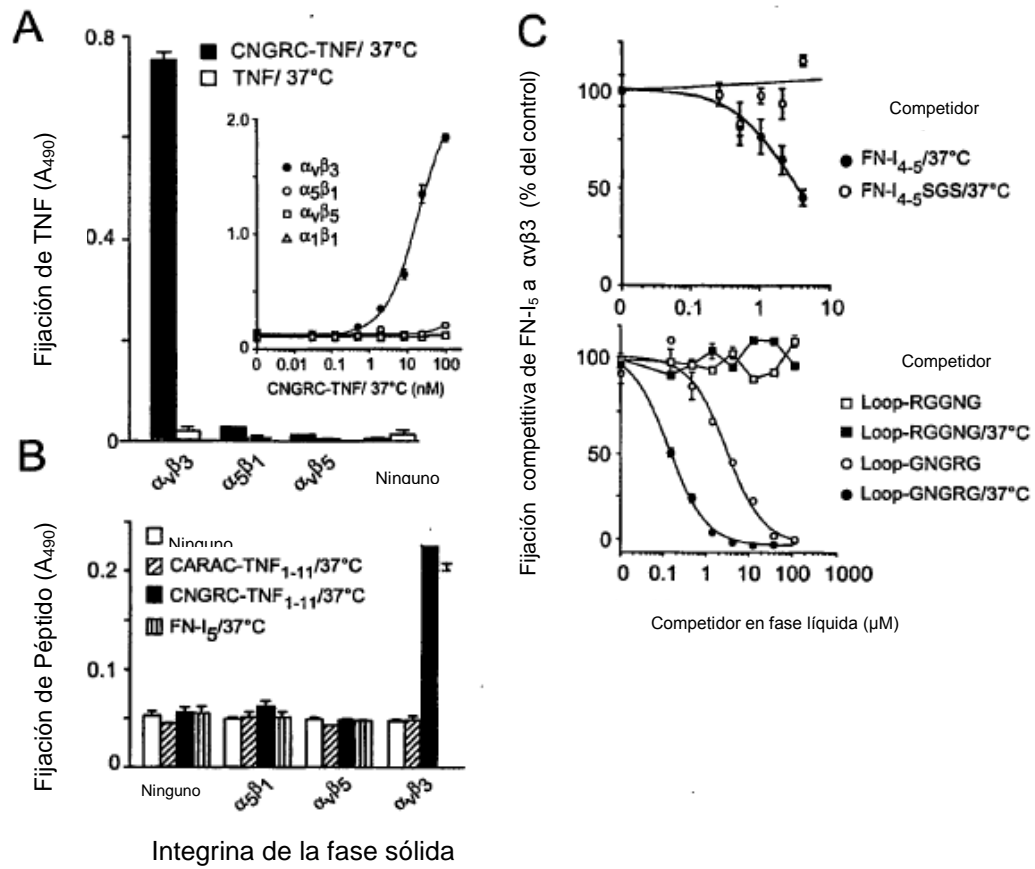 A
0.8
CNGRC-TNF/ 37°C
TNF/ 37°C
Fijación de TNF (A490)
2.0
αvβ3
α5β1
αvβ5
α1β1
1.0
0
0 0.01 0.1 1 10 100
CNGRC-TNF/ 37°C (nM)
0.4
0
αvβ3 α5β1 αvβ5 Ninguno
B
Fijación de Péptido (A490)
Ninguno
CARAC-TNF1-11/37°C
CNGRC-TNF1-11/37°C
FN-I5/37°C
0.2
0.1
0
Ninguno α5β1 αvβ5 αvβ3
Integrina de la fase sólida
C
Fijación competitiva de FN-I5 a αvβ3 (% del control)
100
50
0
0 0.1 1 10
Competidor
FN-I4-5/37°C
FN-I4-5SGS/37°C
100
50
0
0 0.1 1 10 100 1000
Competidor
Loop-RGGNG
Loop-RGGNG/37°C
Loop-GNGRG
Loop-GNGRG/37°C
Competidor en fase líquida (µM)